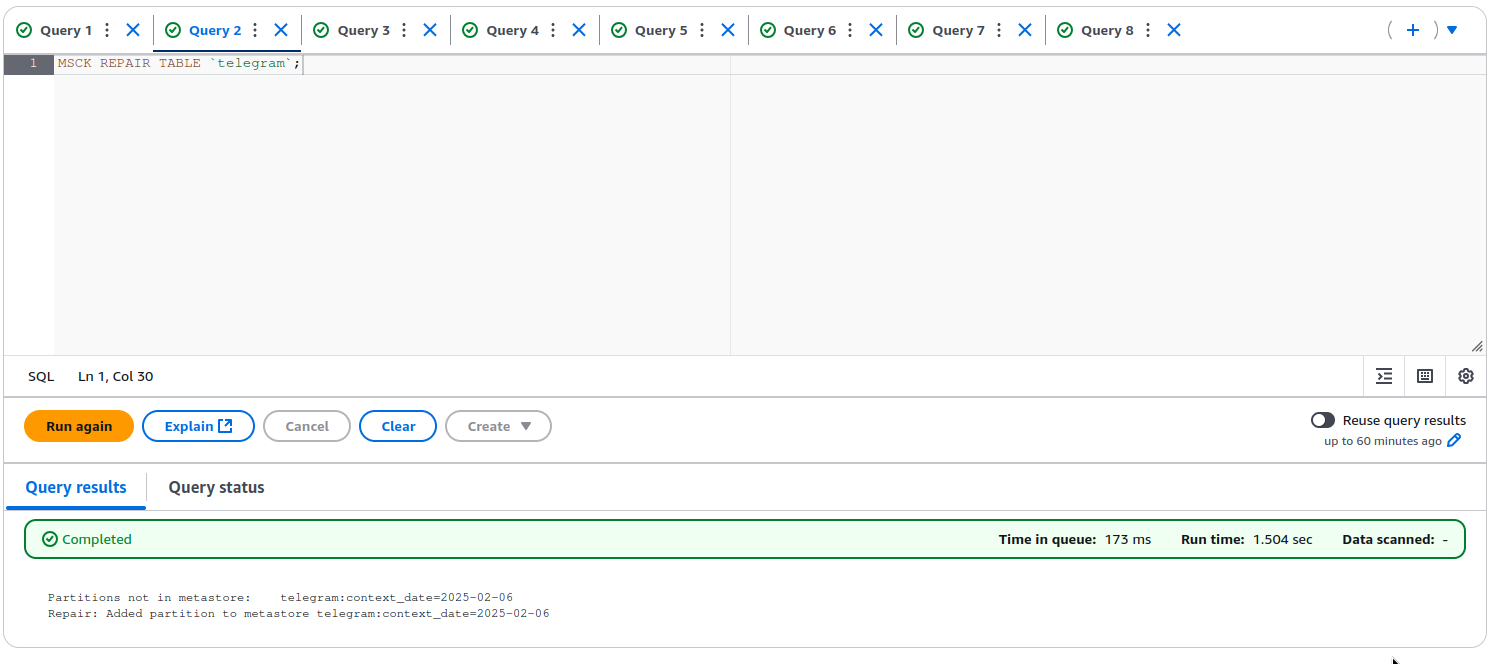 Query 1 Query 2 Query 3 Query 4 Query 5 Query 6 Query 7 Query 8
1 MSCK REPAIR TABLE `telegram`;
SQL Ln 1, Col 30
Run again Explain Cancel Clear Create Reuse query results
up to 60 minutes ago
Query results Query status
Completed Time in queue: 173 ms Run time: 1.504 sec Data scanned: -
Partitions not in metastore: telegram:context_date=2025-02-06
Repair: Added partition to metastore telegram:context_date=2025-02-06